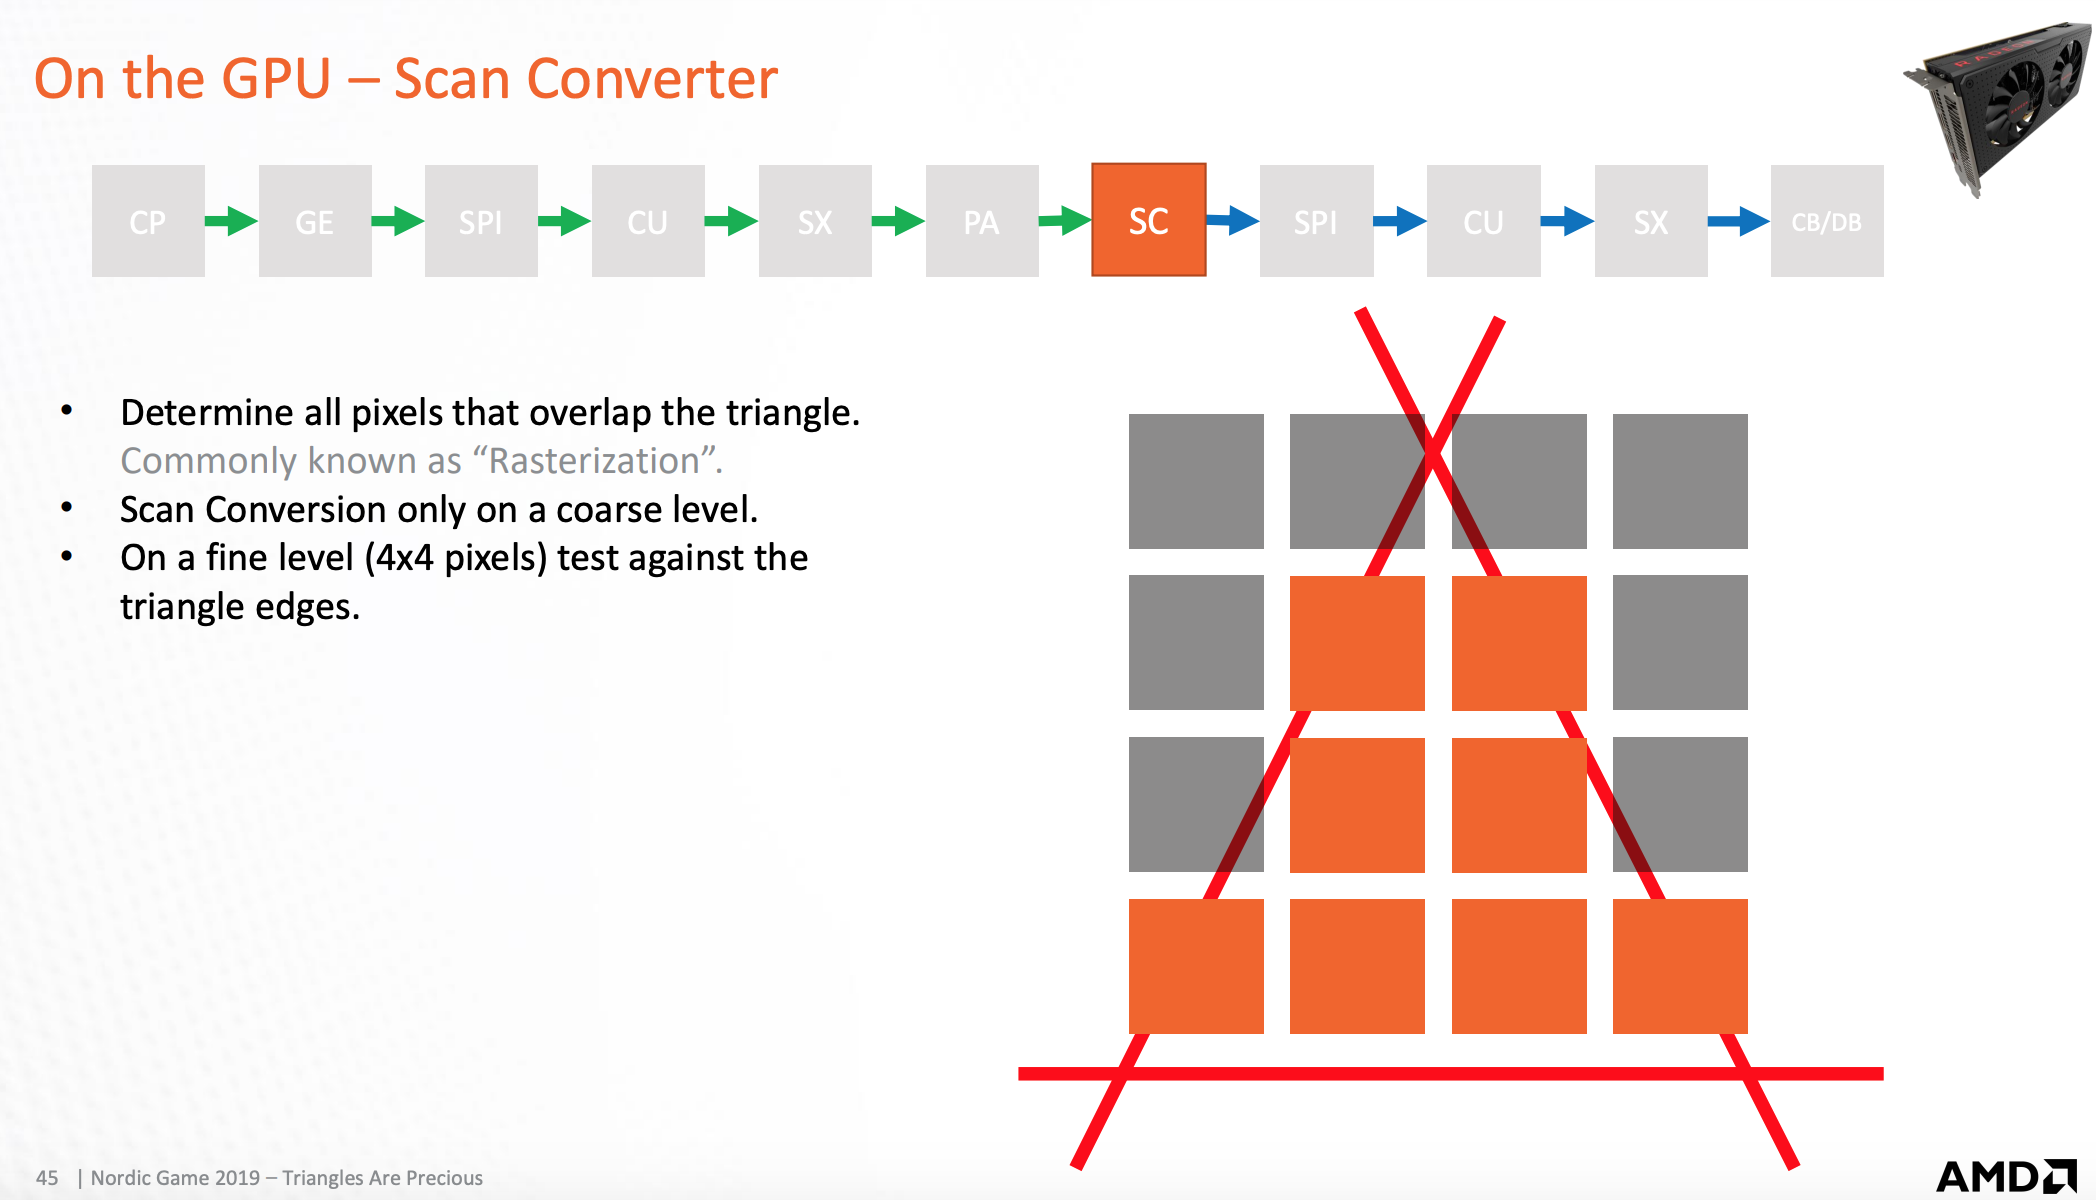 On the GPU – Scan Converter
CP
GE
SPI
CU
SX
PA
SC
SPI
CU
SX
CB/DB
• Determine all pixels that overlap the triangle.
Commonly known as “Rasterization”.
• Scan Conversion only on a coarse level.
• On a fine level (4x4 pixels) test against the
triangle edges.
45 | Nordic Game 2019 – Triangles Are Precious
AMD
RADEON